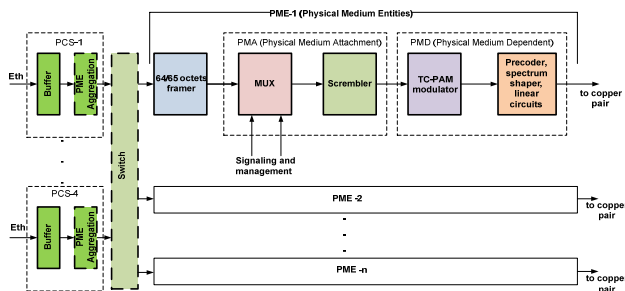 PME-1 (Physical Medium Entities)
PCS-1
Eth
Buffer
PME
Aggregation
Switch
64/65 octets
framer
PMA (Physical Medium Attachment)
MUX
Scrembler
Signaling and
management
PMD (Physical Medium Dependent)
TC-PAM
modulator
Precoder,
spectrum
shaper,
linear
circuits
to copper
pair
PCS-4
Eth
Buffer
PME
Aggregation
PME-2
to copper
pair
PME -n
to copper
pair